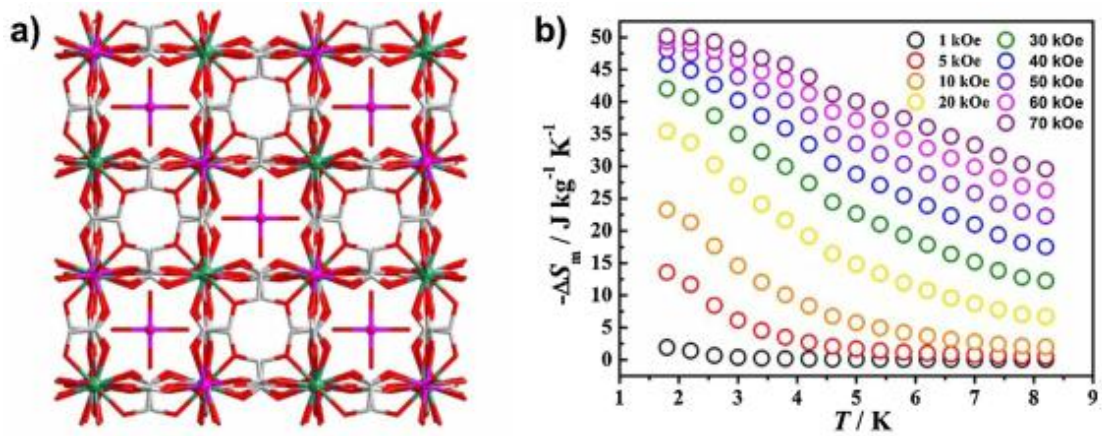 a)
b)
50
45
40
35
30
25
20
15
10
5
0
-ΔSm / J kg⁻¹ K⁻¹
1 kOe
5 kOe
10 kOe
20 kOe
30 kOe
40 kOe
50 kOe
60 kOe
70 kOe
1 2 3 4 5 6 7 8 9
T / K